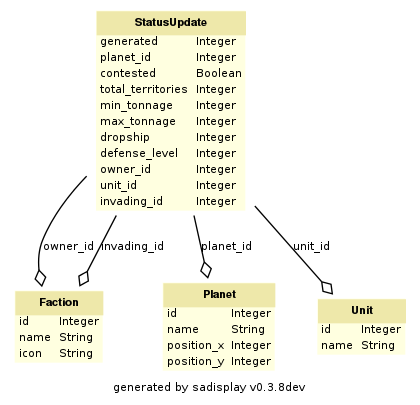 StatusUpdate
generated Integer
planet_id Integer
contested Boolean
total_territories Integer
min_tonnage Integer
max_tonnage Integer
dropship Integer
defense_level Integer
owner_id Integer
unit_id Integer
invading_id Integer
owner_id invading_id planet_id unit_id
Faction
id Integer
name String
icon String
Planet
id Integer
name String
position_x Integer
position_y Integer
Unit
id Integer
name String
generated by sadisplay v0.3.8dev